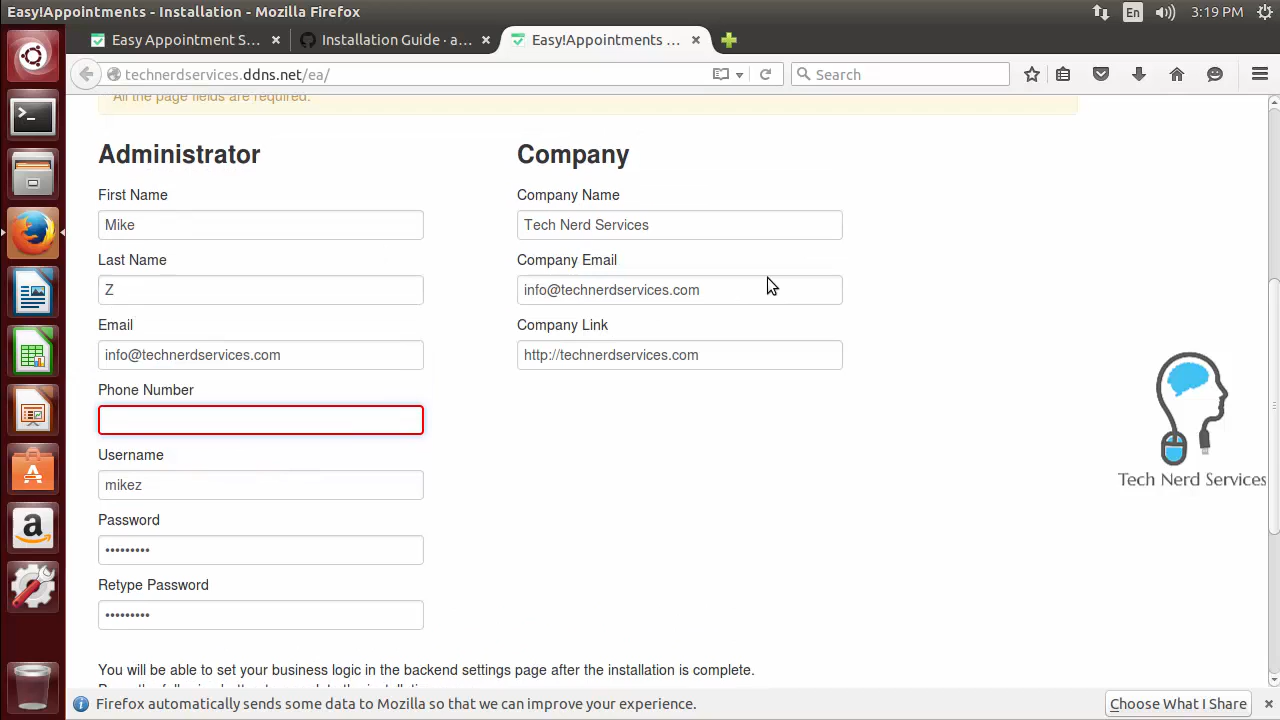 Easy!Appointments - Installation - Mozilla Firefox
En
3:19 PM
Easy Appointment S...
Installation Guide · a...
Easy!Appointments ...
technerdservices.ddns.net/ea/
Search
All the page fields are required.
Administrator
Company
First Name
Company Name
Mike
Tech Nerd Services
Last Name
Company Email
Z
info@technerdservices.com
Email
Company Link
info@technerdservices.com
http://technerdservices.com
Phone Number
Username
mikez
Tech Nerd Services
Password
•••••••••
Retype Password
•••••••••
You will be able to set your business logic in the backend settings page after the installation is complete.
Firefox automatically sends some data to Mozilla so that we can improve your experience.
Choose What I Share